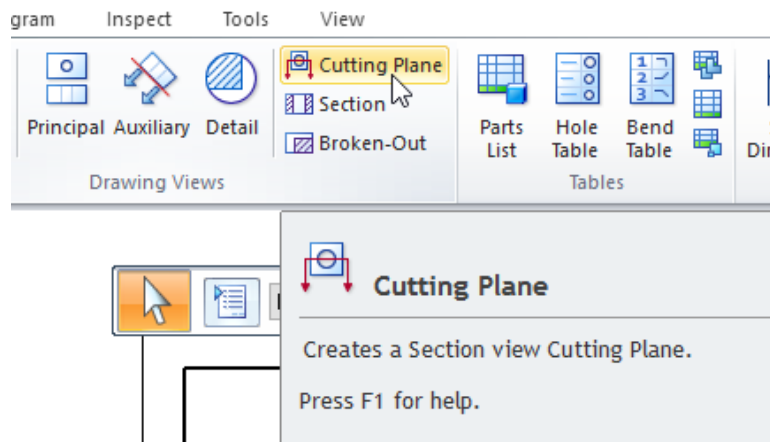 gram Inspect Tools View
Cutting Plane
Section
Broken-Out
Principal Auxiliary Detail
Parts List
Hole Table
Bend Table
Drawing Views
Tables
Cutting Plane
Creates a Section view Cutting Plane.
Press F1 for help.